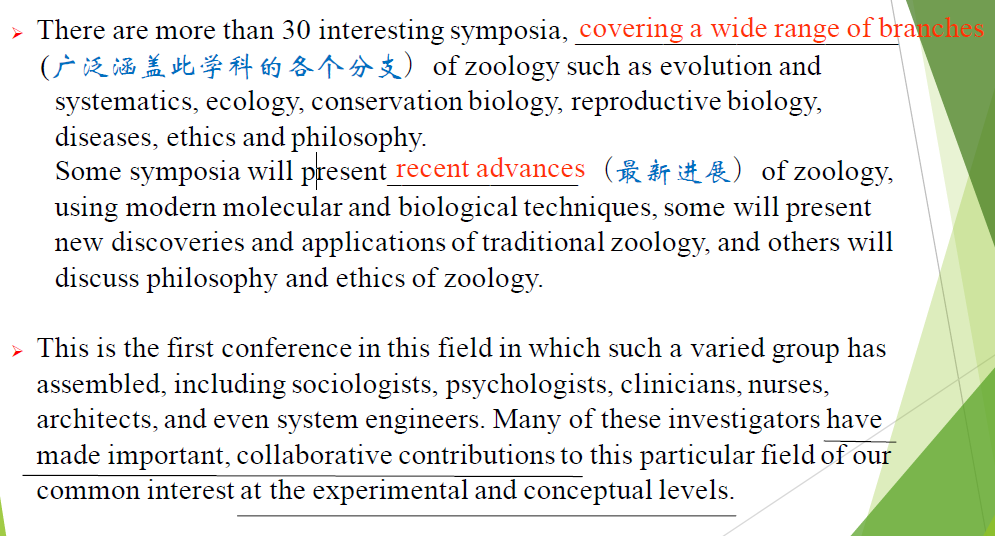 There are more than 30 interesting symposia, covering a wide range of branches
(广泛涵盖此学科的各个分支）of zoology such as evolution and
systematics, ecology, conservation biology, reproductive biology,
diseases, ethics and philosophy.
Some symposia will present recent advances（最新进展）of zoology,
using modern molecular and biological techniques, some will present
new discoveries and applications of traditional zoology, and others will
discuss philosophy and ethics of zoology.
This is the first conference in this field in which such a varied group has
assembled, including sociologists, psychologists, clinicians, nurses,
architects, and even system engineers. Many of these investigators have
made important, collaborative contributions to this particular field of our
common interest at the experimental and conceptual levels.